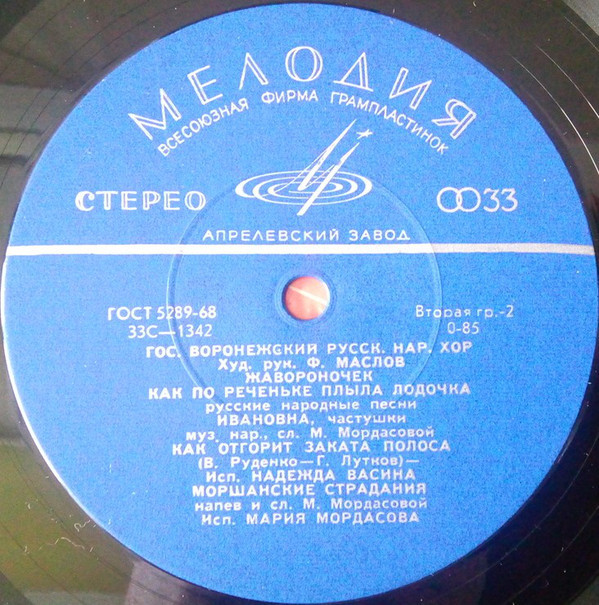 МЕЛОДИЯ
ВСЕСОЮЗНАЯ ФИРМА ГРАМПЛАСТИНОК
СТЕРЕО
33
АПРЕЛЕВСКИЙ ЗАВОД
ГОСТ 5289-68
Вторая гр.-2
33С—1342
0-85
ГОС. ВОРОНЕЖСКИЙ РУССК. НАР. ХОР
Худ. рук. Ф. МАСЛОВ
ЖАВОРОНОЧЕК
КАК ПО РЕЧЕНЬКЕ ПЛЫЛА ЛОДОЧКА
русские народные песни
ИВАНОВНА, частушки
муз. нар., сл. М. Мордасовой
КАК ОТГОРИТ ЗАКАТА ПОЛОСА
(В. Руденко—Г. Лутков)—
Исп. НАДЕЖДА ВАСИНА
МОРШАНСКИЕ СТРАДАНИЯ
напев и сл. М. Мордасовой
Исп. МАРИЯ МОРДАСОВА